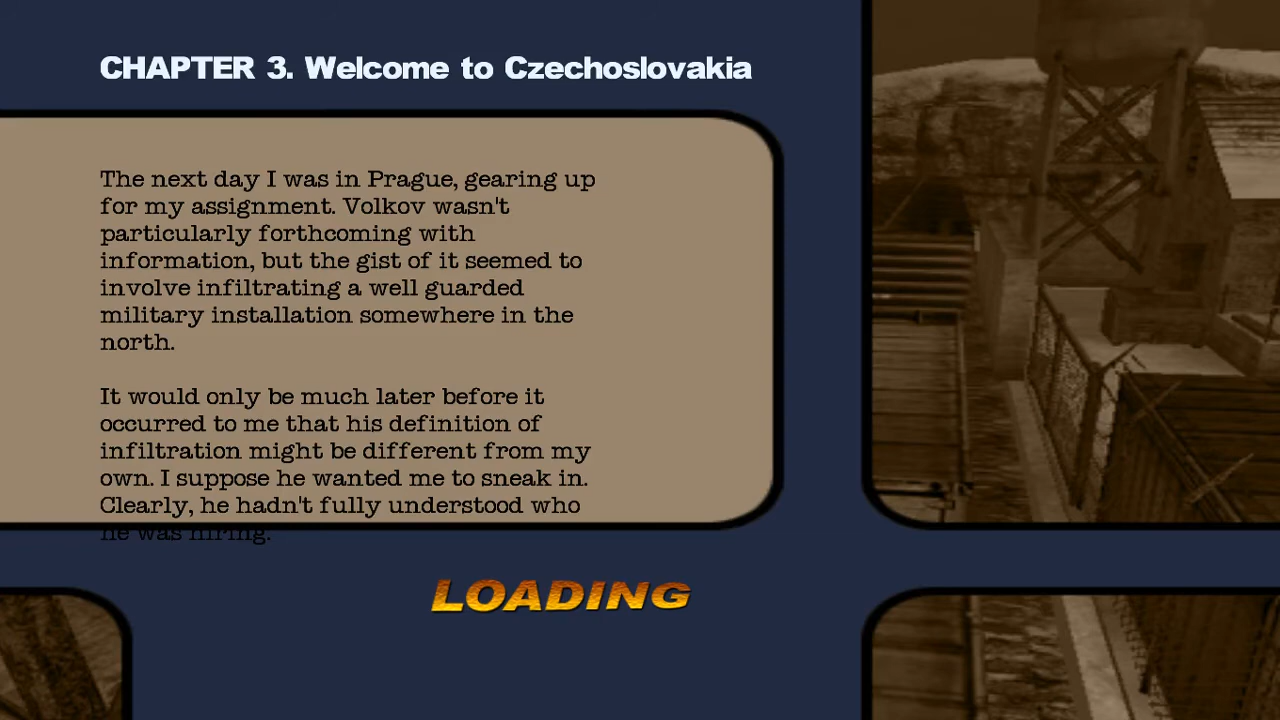 CHAPTER 3. Welcome to Czechoslovakia
The next day I was in Prague, gearing up
for my assignment. Volkov wasn't
particularly forthcoming with
information, but the gist of it seemed to
involve infiltrating a well guarded
military installation somewhere in the
north.
It would only be much later before it
occurred to me that his definition of
infiltration might be different from my
own. I suppose he wanted me to sneak in.
Clearly, he hadn't fully understood who
he was hiring.
LOADING